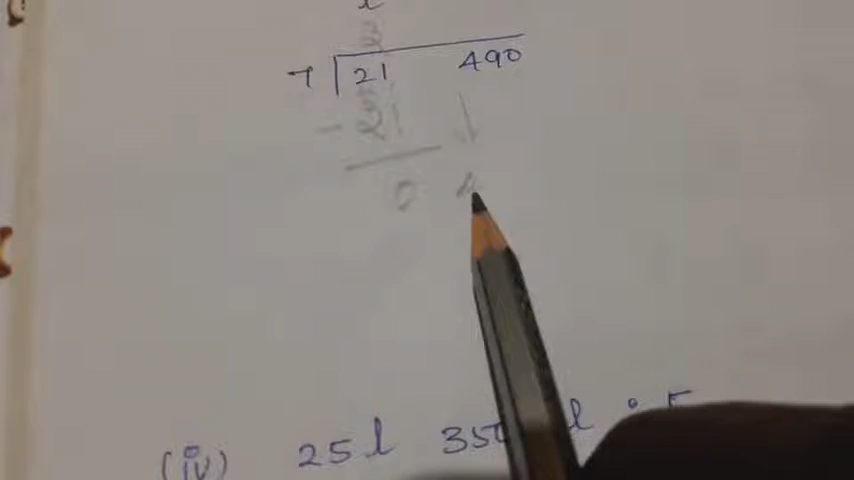 l
3
7 21 490
- 21 ↓
0 4
(iv) 25 l 350